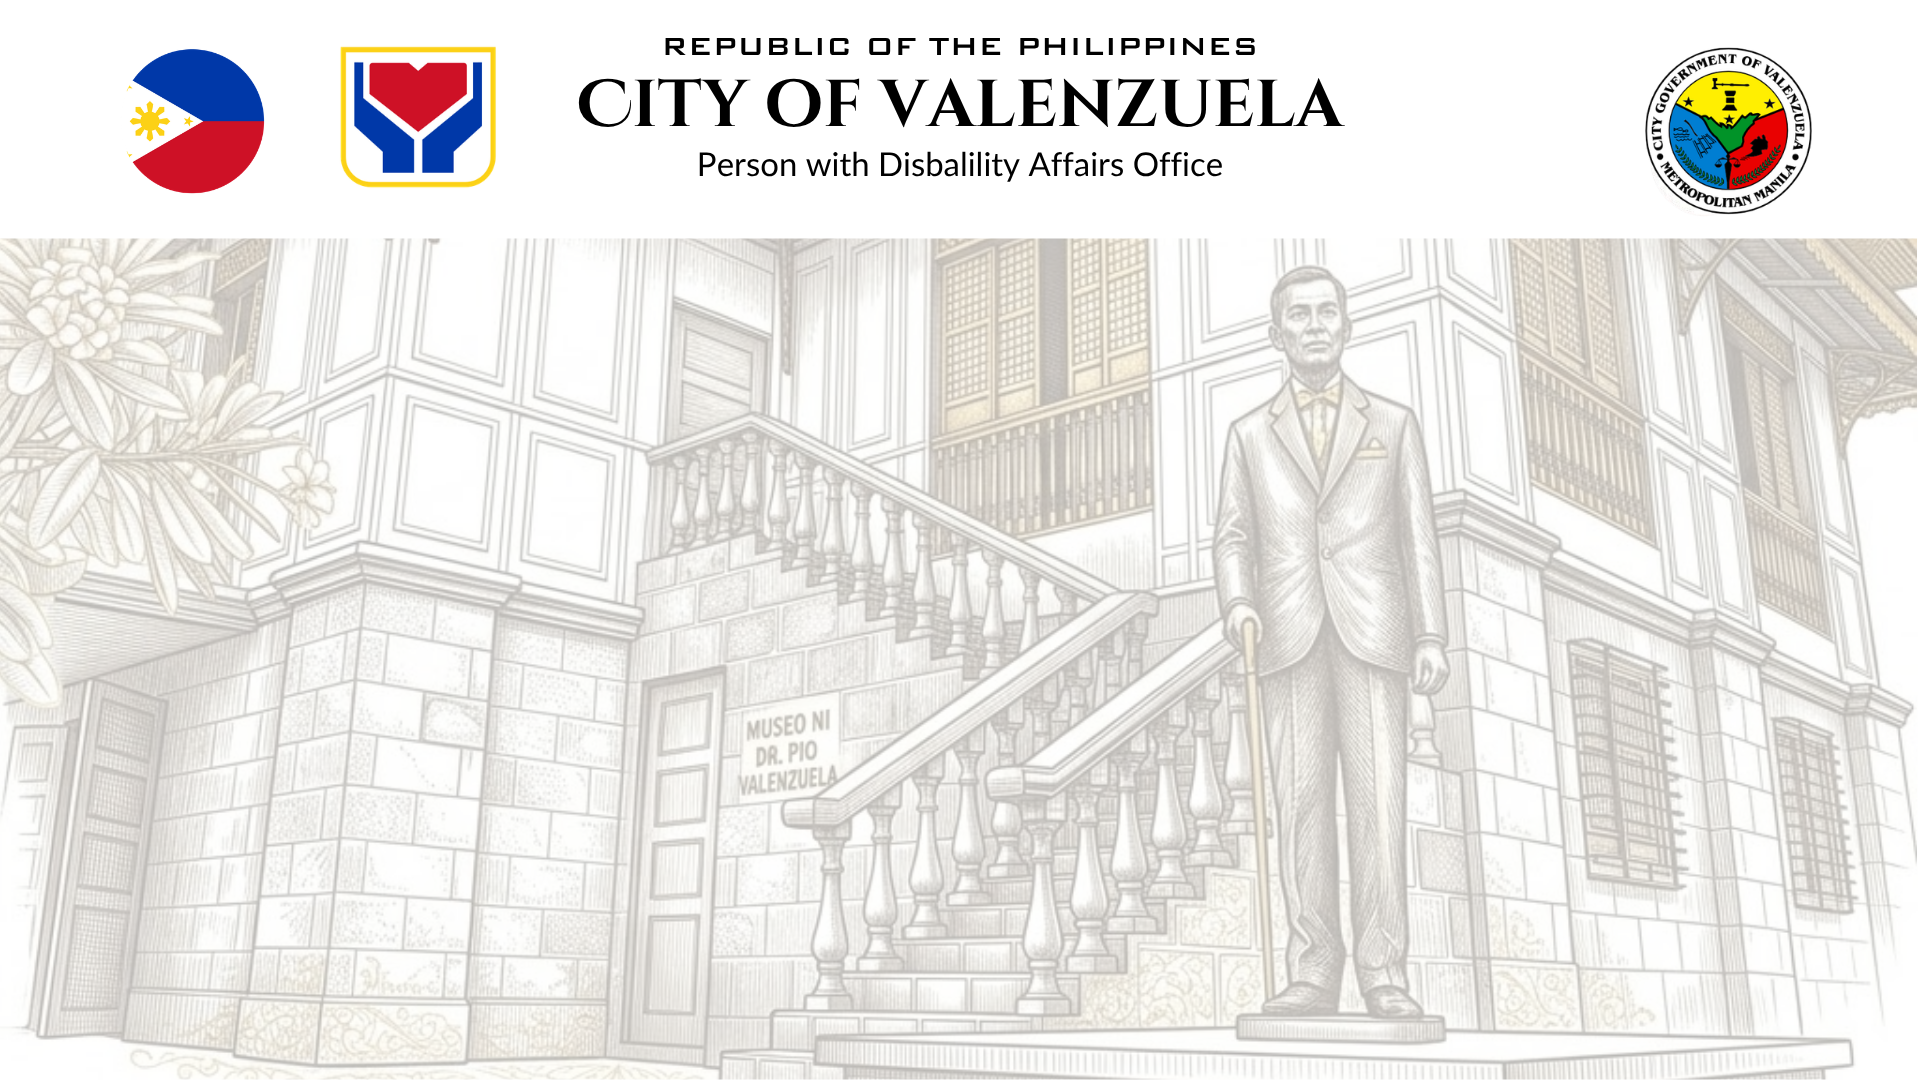 REPUBLIC OF THE PHILIPPINES
CITY OF VALENZUELA
Person with Disbalility Affairs Office
CITY GOVERNMENT OF VALENZUELA
• METROPOLITAN MANILA •
MUSEO NI
DR. PIO
VALENZUELA